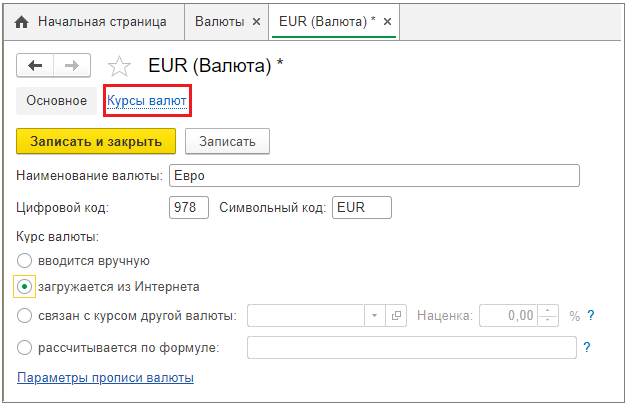 Начальная страница Валюты × EUR (Валюта) * ×
EUR (Валюта) *
Основное Курсы валют
Записать и закрыть Записать
Наименование валюты: Евро
Цифровой код: 978 Символьный код: EUR
Курс валюты:
вводится вручную
загружается из Интернета
связан с курсом другой валюты: Наценка: 0,00 % ?
рассчитывается по формуле: ?
Параметры прописи валюты